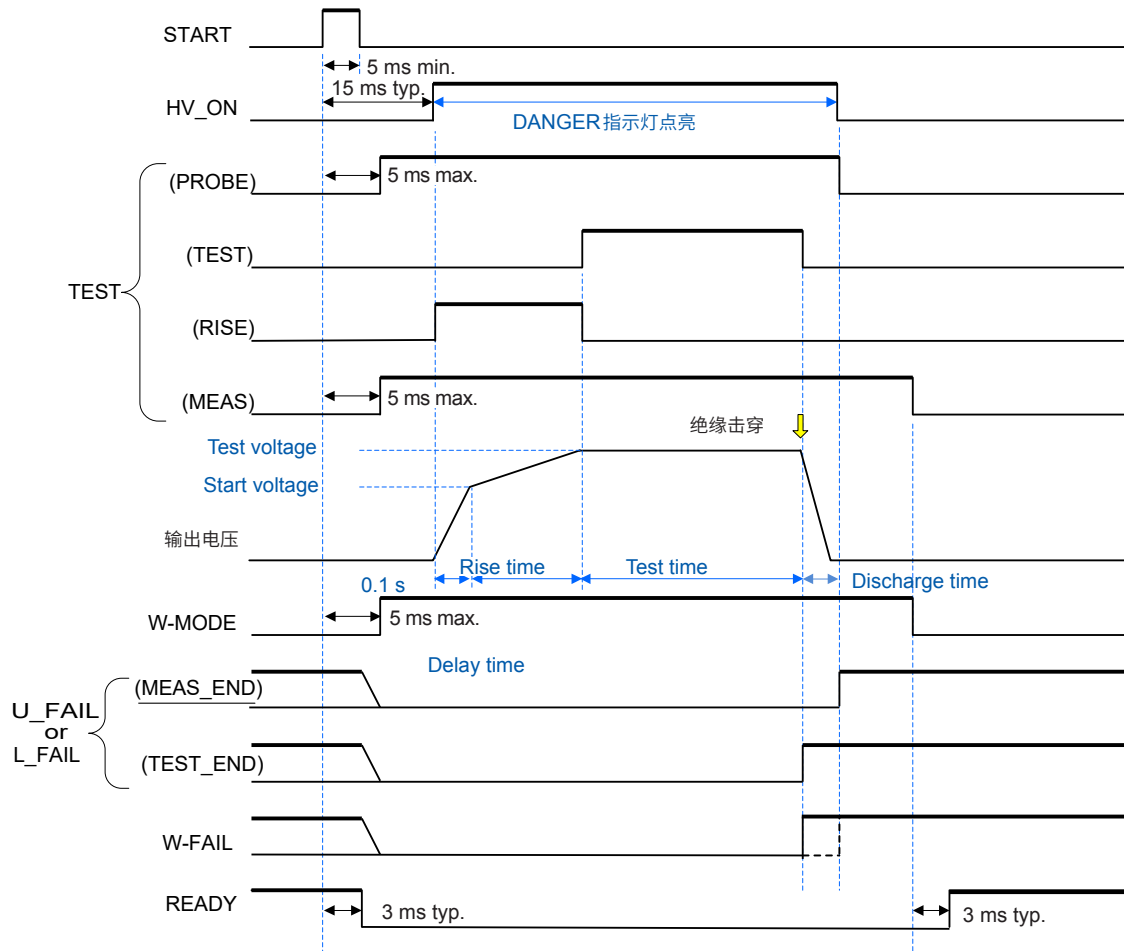 START
5 ms min.
15 ms typ.
HV_ON
DANGER指示灯点亮
(PROBE)
5 ms max.
(TEST)
TEST
(RISE)
(MEAS)
5 ms max.
绝缘击穿
Test voltage
Start voltage
输出电压
Rise time
Test time
Discharge time
0.1 s
W-MODE
5 ms max.
Delay time
(MEAS_END)
U_FAIL
or
L_FAIL
(TEST_END)
W-FAIL
READY
3 ms typ.
3 ms typ.